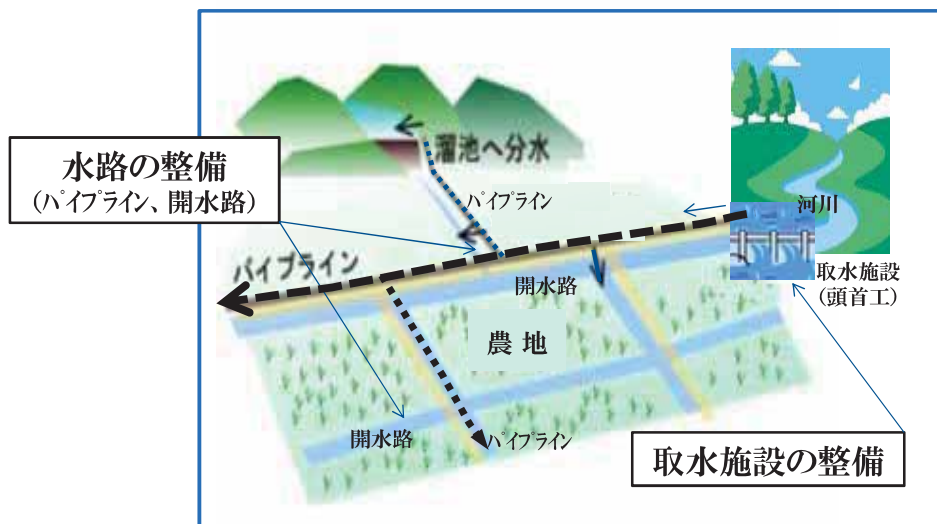 水路の整備
(パイプライン、開水路)
溜池へ分水
パイプライン
河川
取水施設
(頭首工)
パイプライン
開水路
農地
開水路
パイプライン
取水施設の整備